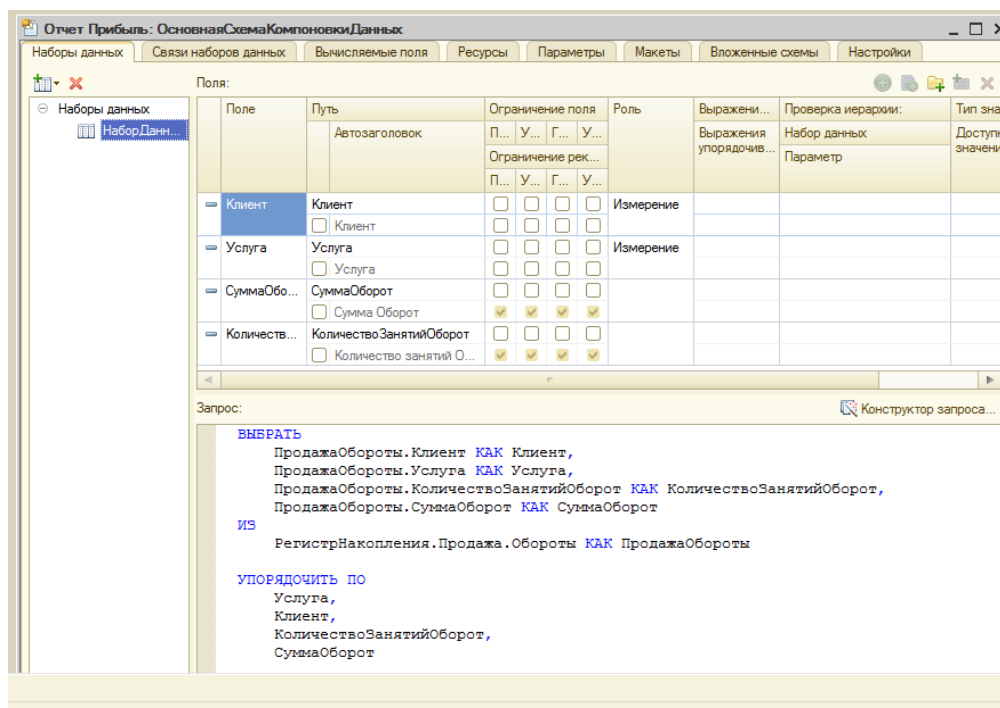 Отчет Прибыль: ОсновнаяСхемаКомпоновкиДанных
Наборы данных Связи наборов данных Вычисляемые поля Ресурсы Параметры Макеты Вложенные схемы Настройки
Поля:
Наборы данных
НаборДанн...
Поле Путь Ограничение поля Роль Выражени... Проверка иерархии: Тип зна
Автозаголовок П... У... Г... У... Выражения упорядочив... Набор данных Доступн
Ограничение рек... Параметр значени
П... У... Г... У...
Клиент Клиент Измерение
Клиент
Услуга Услуга Измерение
Услуга
СуммаОбо... СуммаОборот
Сумма Оборот
Количеств... КоличествоЗанятийОборот
Количество занятий О...
Запрос: Конструктор запроса...
ВЫБРАТЬ
ПродажаОбороты.Клиент КАК Клиент,
ПродажаОбороты.Услуга КАК Услуга,
ПродажаОбороты.КоличествоЗанятийОборот КАК КоличествоЗанятийОборот,
ПродажаОбороты.СуммаОборот КАК СуммаОборот
ИЗ
РегистрНакопления.Продажа.Обороты КАК ПродажаОбороты
УПОРЯДОЧИТЬ ПО
Услуга,
Клиент,
КоличествоЗанятийОборот,
СуммаОборот